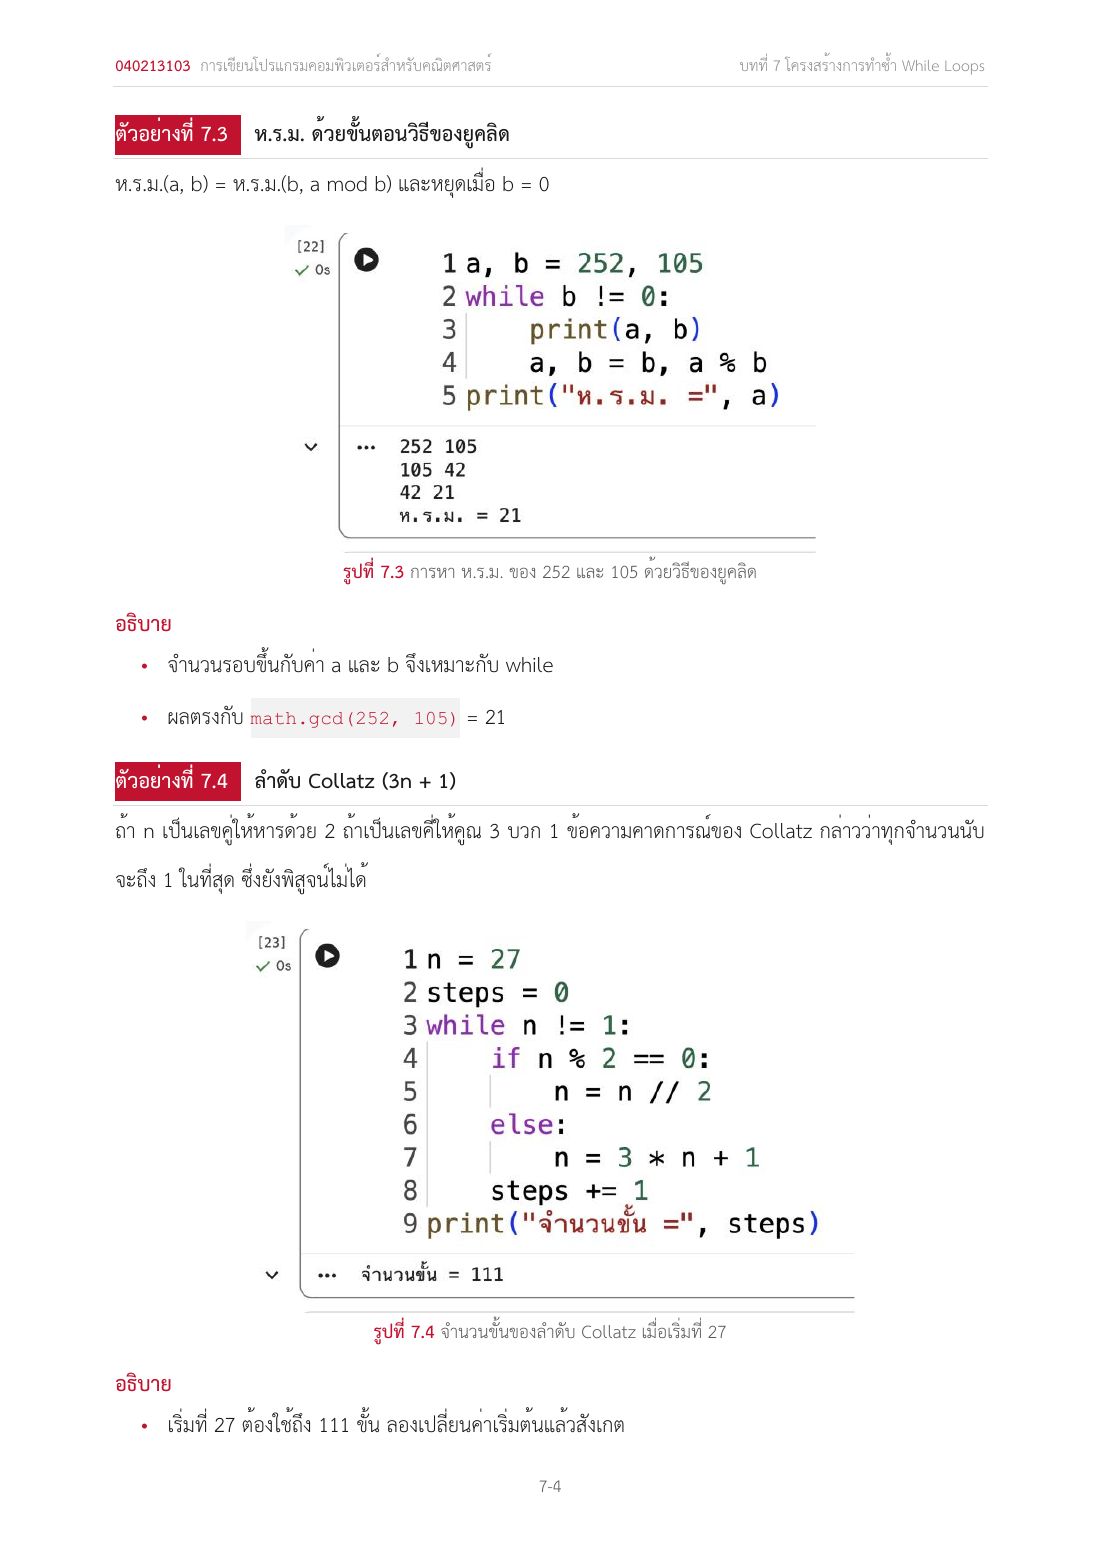 040213103 การเขียนโปรแกรมคอมพิวเตอร์สำหรับคณิตศาสตร์ บทที่ 7 โครงสร้างการทำซ้ำ While Loops
ตัวอย่างที่ 7.3 ห.ร.ม. ด้วยขั้นตอนวิธีของยูคลิด
ห.ร.ม.(a, b) = ห.ร.ม.(b, a mod b) และหยุดเมื่อ b = 0
[22]
0s
1 a, b = 252, 105
2 while b != 0:
3     print(a, b)
4     a, b = b, a % b
5 print("ห.ร.ม. =", a)
252 105
105 42
42 21
ห.ร.ม. = 21
รูปที่ 7.3 การหา ห.ร.ม. ของ 252 และ 105 ด้วยวิธีของยูคลิด
อธิบาย
• จำนวนรอบขึ้นกับค่า a และ b จึงเหมาะกับ while
• ผลตรงกับ math.gcd(252, 105) = 21
ตัวอย่างที่ 7.4 ลำดับ Collatz (3n + 1)
ถ้า n เป็นเลขคู่ให้หารด้วย 2 ถ้าเป็นเลขคี่ให้คูณ 3 บวก 1 ข้อความคาดการณ์ของ Collatz กล่าวว่าทุกจำนวนนับ
จะถึง 1 ในที่สุด ซึ่งยังพิสูจน์ไม่ได้
[23]
0s
1 n = 27
2 steps = 0
3 while n != 1:
4     if n % 2 == 0:
5         n = n // 2
6     else:
7         n = 3 * n + 1
8     steps += 1
9 print("จำนวนขั้น =", steps)
จำนวนขั้น = 111
รูปที่ 7.4 จำนวนขั้นของลำดับ Collatz เมื่อเริ่มที่ 27
อธิบาย
• เริ่มที่ 27 ต้องใช้ถึง 111 ขั้น ลองเปลี่ยนค่าเริ่มต้นแล้วสังเกต
7-4